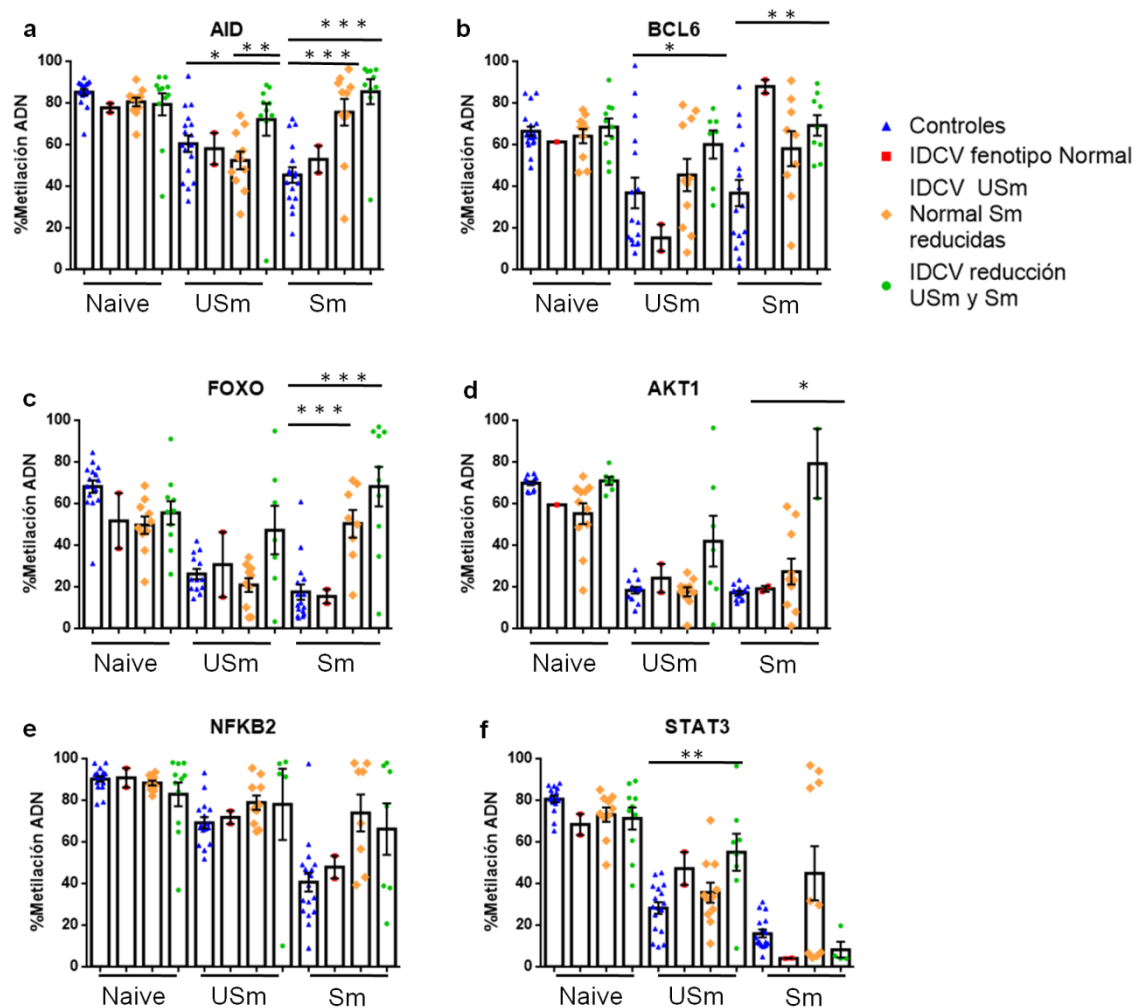 a
AID
* * *
* * *
* * *
*
100
80
60
40
20
0
%Metilación ADN
Naive
USm
Sm
b
BCL6
* *
*
100
80
60
40
20
0
%Metilación ADN
Naive
USm
Sm
Controles
IDCV fenotipo Normal
IDCV USm
Normal Sm
reducidas
IDCV reducción
USm y Sm
c
FOXO
* * *
* * *
100
80
60
40
20
0
%Metilación ADN
Naive
USm
Sm
d
AKT1
*
100
80
60
40
20
0
%Metilación ADN
Naive
USm
Sm
e
NFKB2
100
80
60
40
20
0
%Metilación ADN
Naive
USm
Sm
f
STAT3
**
100
80
60
40
20
0
%Metilación ADN
Naive
USm
Sm